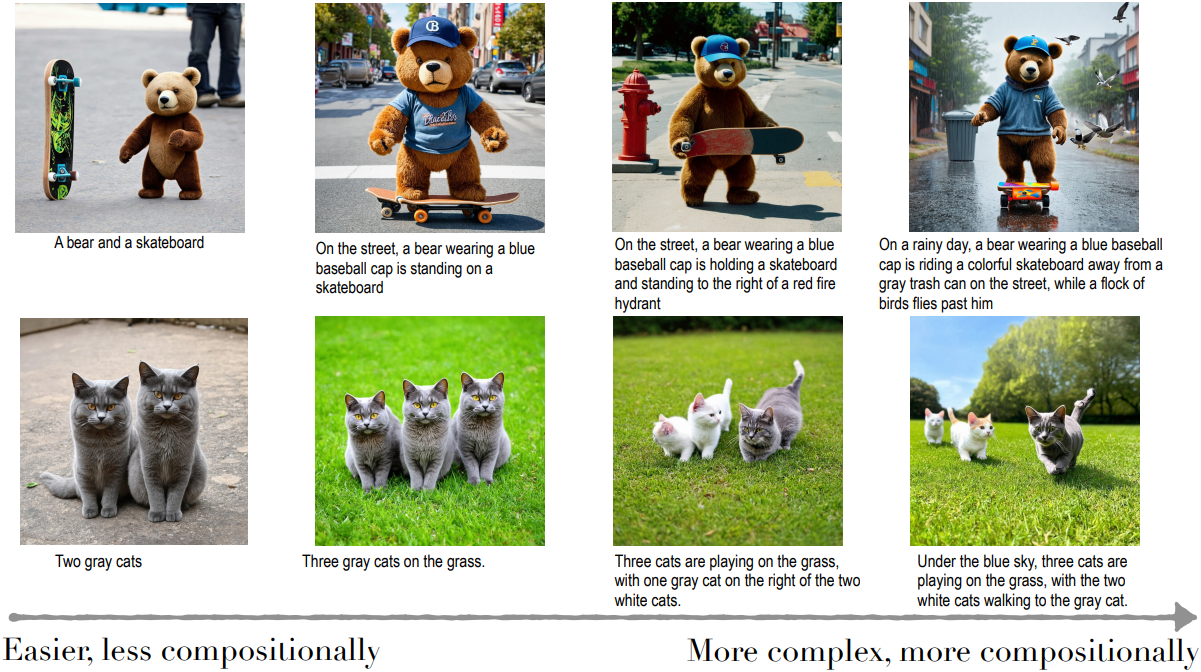 A bear and a skateboard
On the street, a bear wearing a blue
baseball cap is standing on a
skateboard
On the street, a bear wearing a blue
baseball cap is holding a skateboard
and standing to the right of a red fire
hydrant
On a rainy day, a bear wearing a blue baseball
cap is riding a colorful skateboard away from a
gray trash can on the street, while a flock of
birds flies past him
Two gray cats
Three gray cats on the grass.
Three cats are playing on the grass,
with one gray cat on the right of the two
white cats.
Under the blue sky, three cats are
playing on the grass, with the two
white cats walking to the gray cat.
Easier, less compositionally
More complex, more compositionally